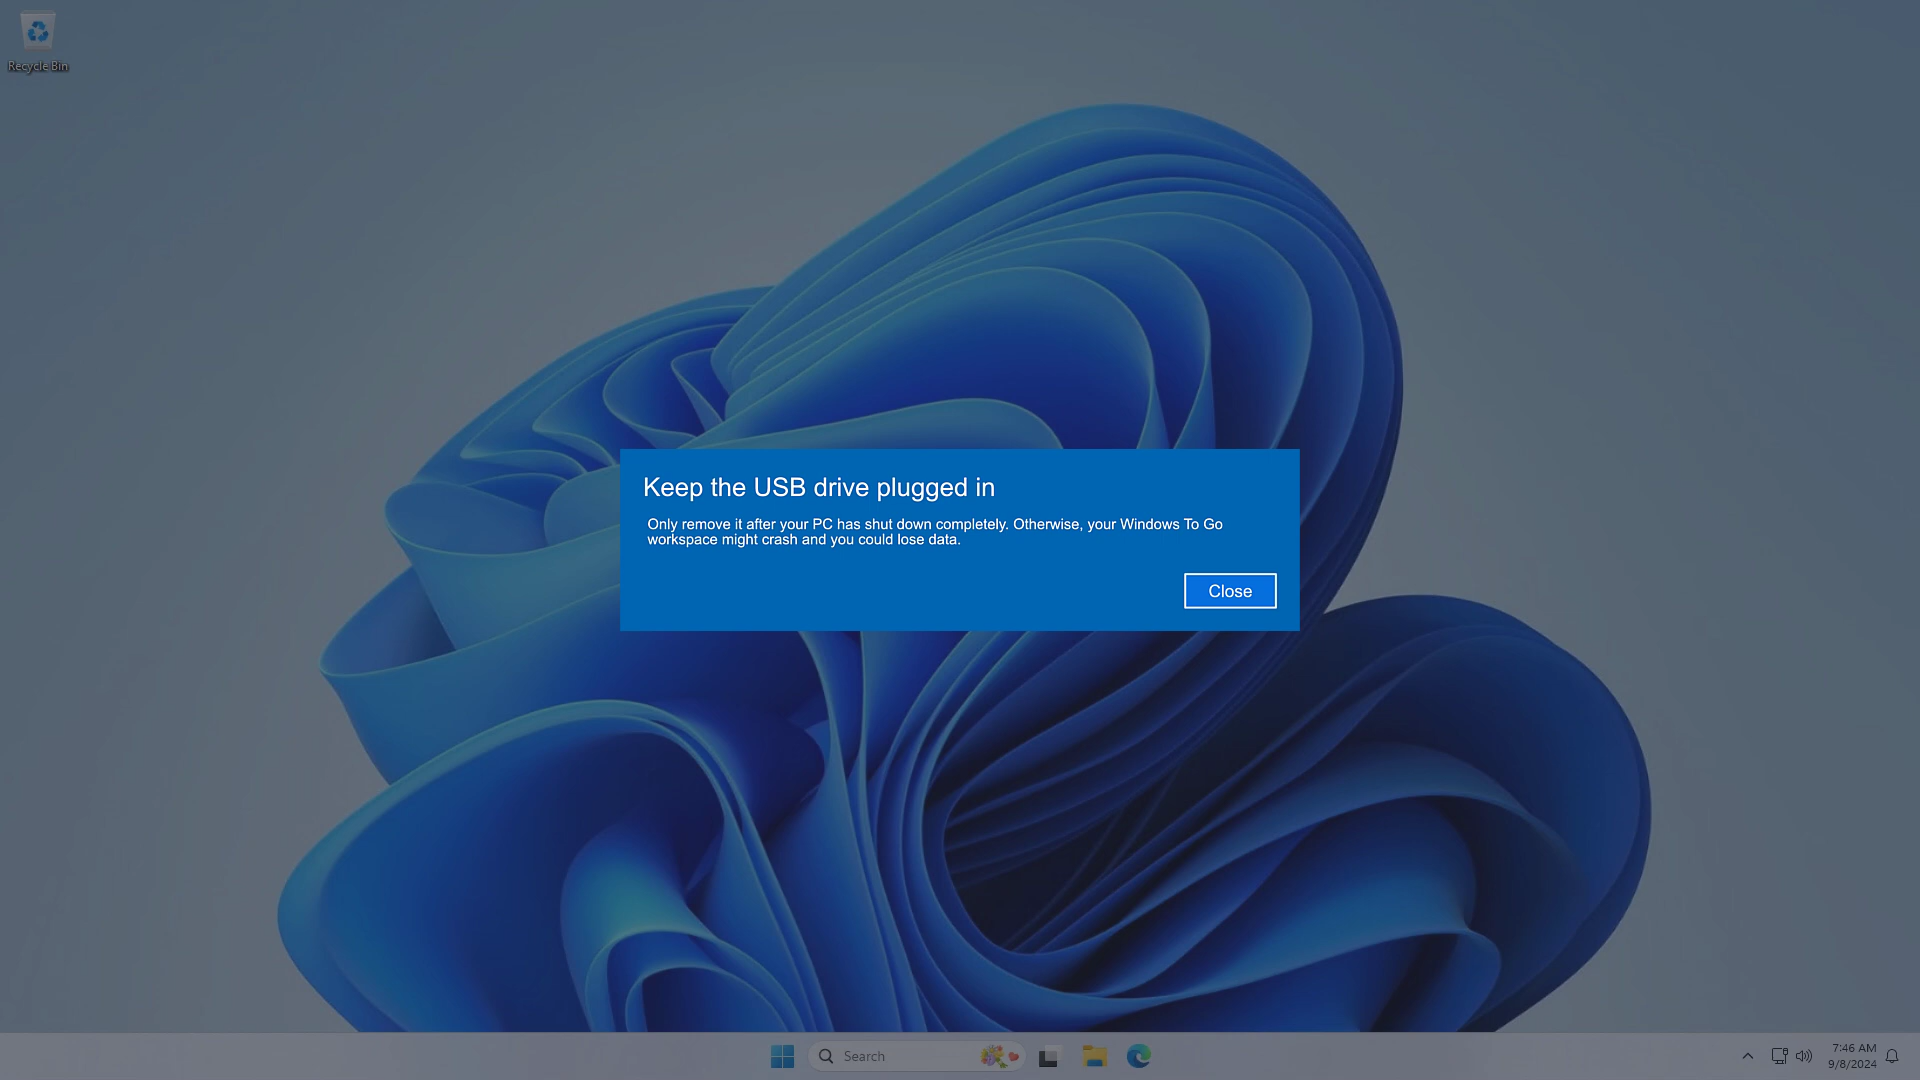 Recycle Bin
Keep the USB drive plugged in
Only remove it after your PC has shut down completely. Otherwise, your Windows To Go
workspace might crash and you could lose data.
Close
Search
7:46 AM
9/8/2024